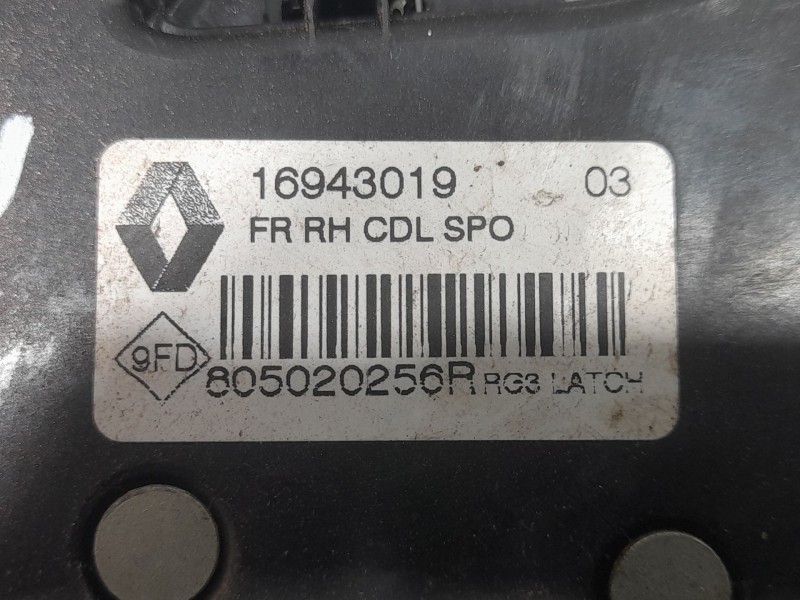 16943019 03
FR RH CDL SPO
9FD
805020256R RG3 LATCH